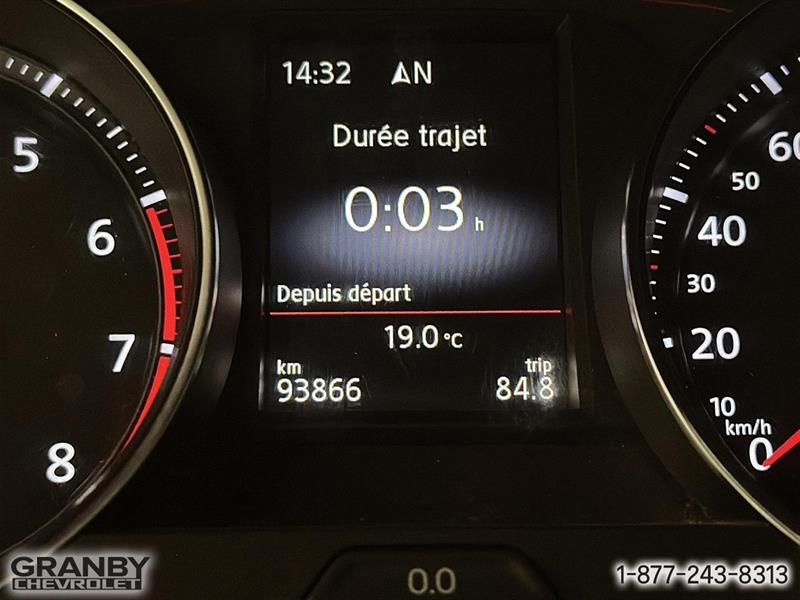 14:32 N
Durée trajet
0:03 h
Depuis départ
19.0 °C
km trip
93866 84.8
5
6
7
8
60
50
40
30
20
10
km/h
0
0.0
GRANBY
CHEVROLET
1-877-243-8313